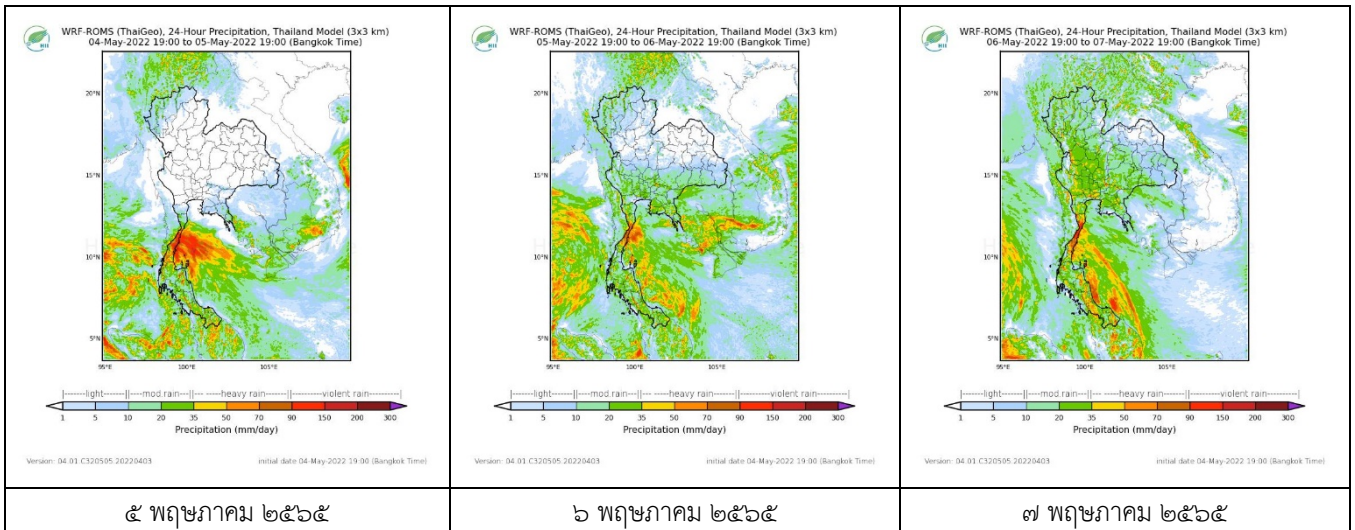 WRF-ROMS (ThaiGeo), 24-Hour Precipitation, Thailand Model (3x3 km)
04-May-2022 19:00 to 05-May-2022 19:00 (Bangkok Time)
20°N
15°N
10°N
5°N
95°E 100°E 105°E
|-------light------||---mod.rain---||--- -----heavy rain ---||------violent rain-------|
1 5 10 20 35 50 70 90 150 200 300
Precipitation (mm/day)
Version: 04.01.C320505.20220403 initial date 04-May-2022 19:00 (Bangkok Time)
๕ พฤษภาคม ๒๕๖๕
WRF-ROMS (ThaiGeo), 24-Hour Precipitation, Thailand Model (3x3 km)
05-May-2022 19:00 to 06-May-2022 19:00 (Bangkok Time)
20°N
15°N
10°N
5°N
95°E 100°E 105°E
|-------light------||---mod.rain---||--- -----heavy rain ---||------violent rain-------|
1 5 10 20 35 50 70 90 150 200 300
Precipitation (mm/day)
Version: 04.01.C320505.20220403 initial date 04-May-2022 19:00 (Bangkok Time)
๖ พฤษภาคม ๒๕๖๕
WRF-ROMS (ThaiGeo), 24-Hour Precipitation, Thailand Model (3x3 km)
06-May-2022 19:00 to 07-May-2022 19:00 (Bangkok Time)
20°N
15°N
10°N
5°N
95°E 100°E 105°E
|-------light------||---mod.rain---||--- -----heavy rain ---||------violent rain-------|
1 5 10 20 35 50 70 90 150 200 300
Precipitation (mm/day)
Version: 04.01.C320505.20220403 initial date 04-May-2022 19:00 (Bangkok Time)
๗ พฤษภาคม ๒๕๖๕